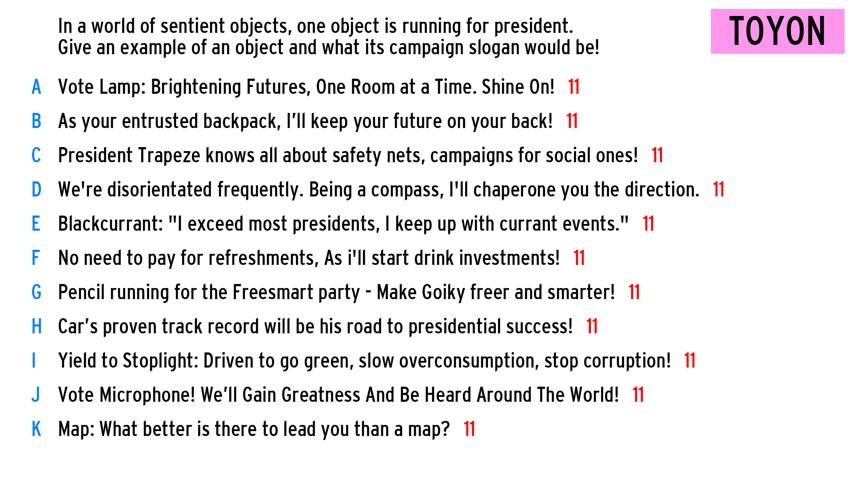 In a world of sentient objects, one object is running for president.
Give an example of an object and what its campaign slogan would be!
TOYON
A Vote Lamp: Brightening Futures, One Room at a Time. Shine On! 11
B As your entrusted backpack, I’ll keep your future on your back! 11
C President Trapeze knows all about safety nets, campaigns for social ones! 11
D We're disorientated frequently. Being a compass, I'll chaperone you the direction. 11
E Blackcurrant: "I exceed most presidents, I keep up with currant events." 11
F No need to pay for refreshments, As i'll start drink investments! 11
G Pencil running for the Freesmart party - Make Goiky freer and smarter! 11
H Car’s proven track record will be his road to presidential success! 11
I Yield to Stoplight: Driven to go green, slow overconsumption, stop corruption! 11
J Vote Microphone! We’ll Gain Greatness And Be Heard Around The World! 11
K Map: What better is there to lead you than a map? 11